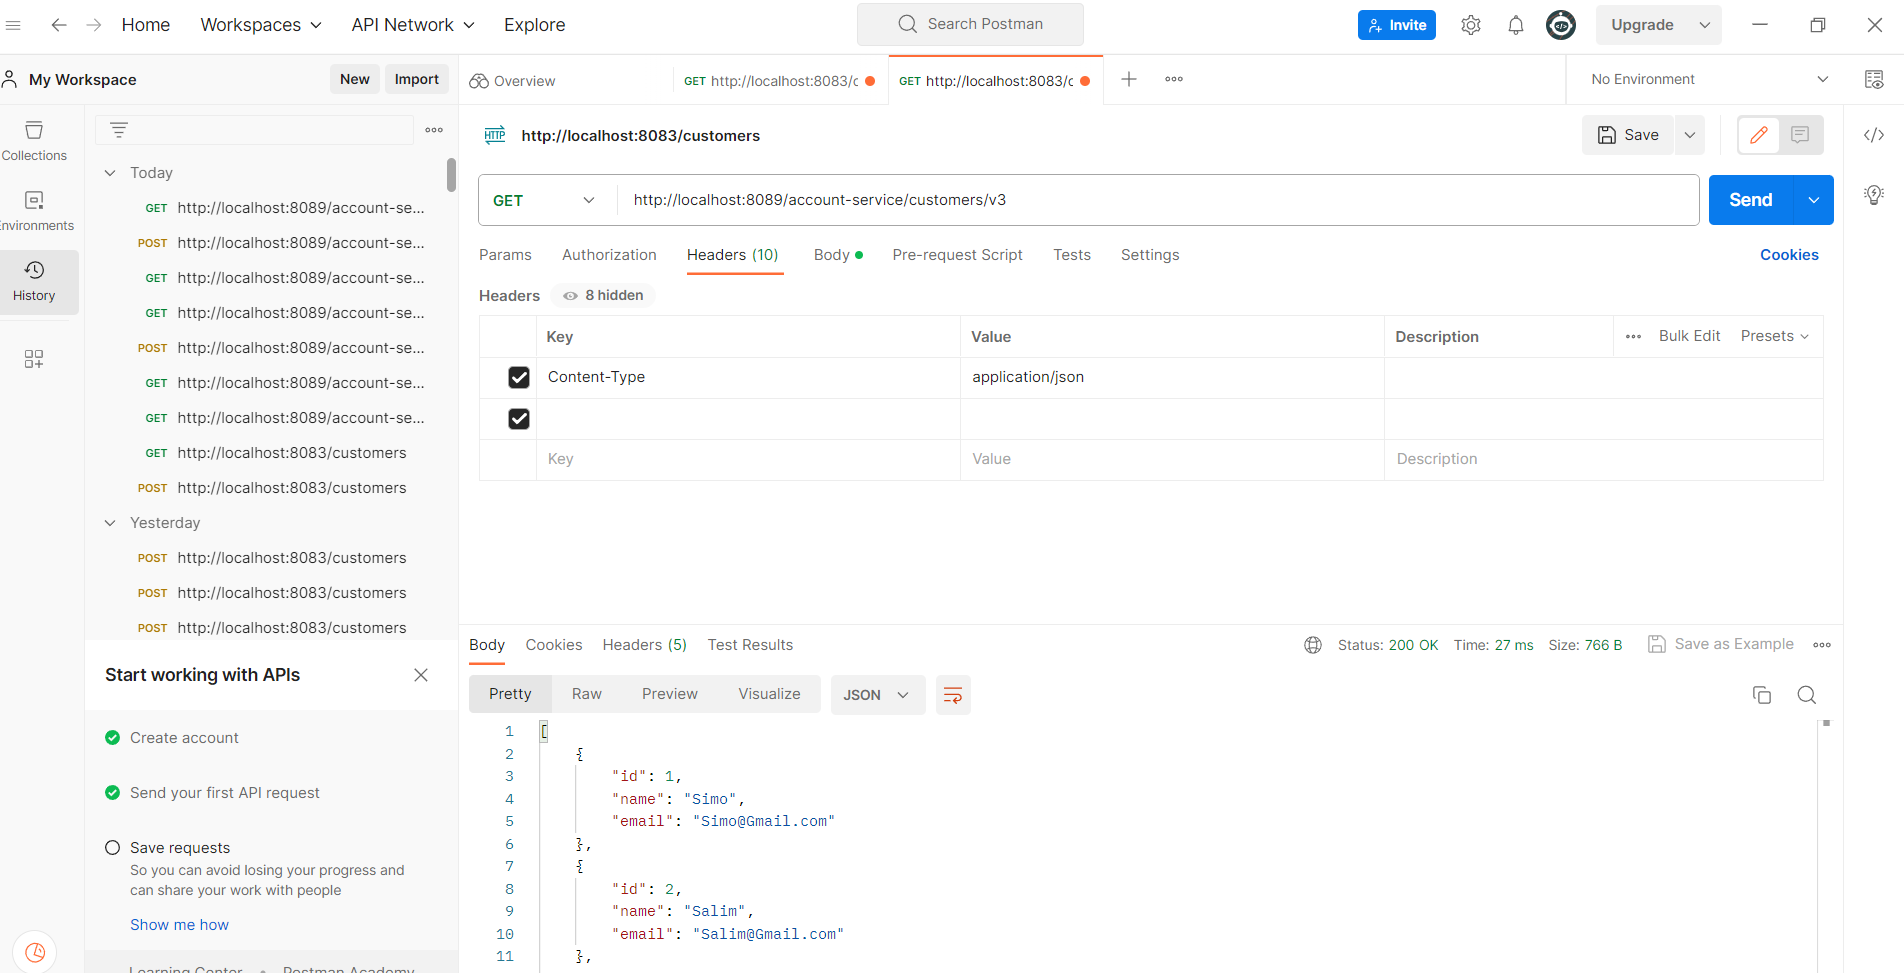 Home Workspaces API Network Explore Search Postman Invite Upgrade
My Workspace New Import Overview GET http://localhost:8083/c GET http://localhost:8083/c No Environment
Collections
Environments
History
Today
GET http://localhost:8089/account-se...
POST http://localhost:8089/account-se...
GET http://localhost:8089/account-se...
GET http://localhost:8089/account-se...
POST http://localhost:8089/account-se...
GET http://localhost:8089/account-se...
GET http://localhost:8089/account-se...
GET http://localhost:8083/customers
POST http://localhost:8083/customers
Yesterday
POST http://localhost:8083/customers
POST http://localhost:8083/customers
POST http://localhost:8083/customers
Start working with APIs
Create account
Send your first API request
Save requests
So you can avoid losing your progress and
can share your work with people
Show me how
Learning Center • Postman Academy
HTTP http://localhost:8083/customers Save
GET http://localhost:8089/account-service/customers/v3 Send
Params Authorization Headers (10) Body Pre-request Script Tests Settings Cookies
Headers 8 hidden
Key Value Description Bulk Edit Presets
Content-Type application/json
Key Value Description
Body Cookies Headers (5) Test Results Status: 200 OK Time: 27 ms Size: 766 B Save as Example
Pretty Raw Preview Visualize JSON
1 [
2 {
3 "id": 1,
4 "name": "Simo",
5 "email": "Simo@Gmail.com"
6 },
7 {
8 "id": 2,
9 "name": "Salim",
10 "email": "Salim@Gmail.com"
11 },